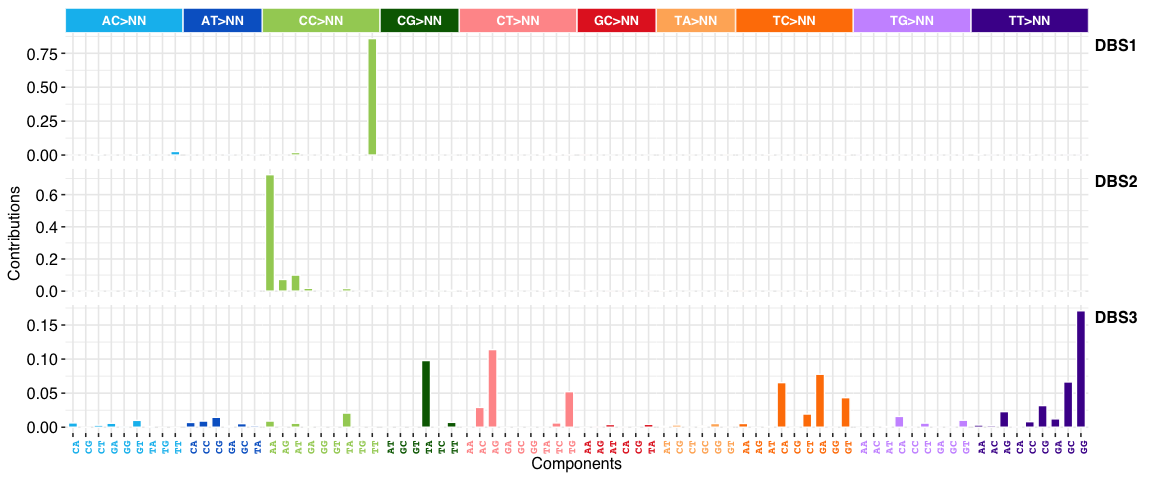 AC>NN AT>NN CC>NN CG>NN CT>NN GC>NN TA>NN TC>NN TG>NN TT>NN
DBS1
0.75
0.50
0.25
0.00
DBS2
0.6
0.4
0.2
0.0
DBS3
0.15
0.10
0.05
0.00
Contributions
CA CG CT GA GG GT TA TG TT CA CC CG GA GC TA AA AG AT GA GG GT TA TG TT AT GC GT TA TC TT AA AC AG GA GC GG TA TC TG AA AG AT CA CG TA AT CG CT GC GG GT AA AG AT CA CG CT GA GG GT AA AC AT CA CC CT GA GC GT AA AC AG CA CC CG GA GC GG
Components